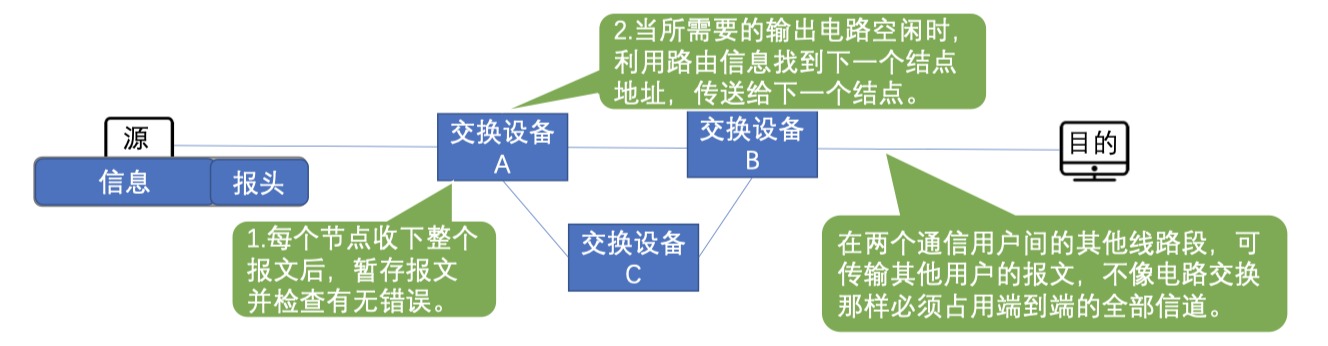 2.当所需要的输出电路空闲时，
利用路由信息找到下一个结点
地址，传送给下一个结点。
源
交换设备
A
交换设备
B
目的
信息
报头
1.每个节点收下整个
报文后，暂存报文
并检查有无错误。
交换设备
C
在两个通信用户间的其他线路段，可
传输其他用户的报文，不像电路交换
那样必须占用端到端的全部信道。